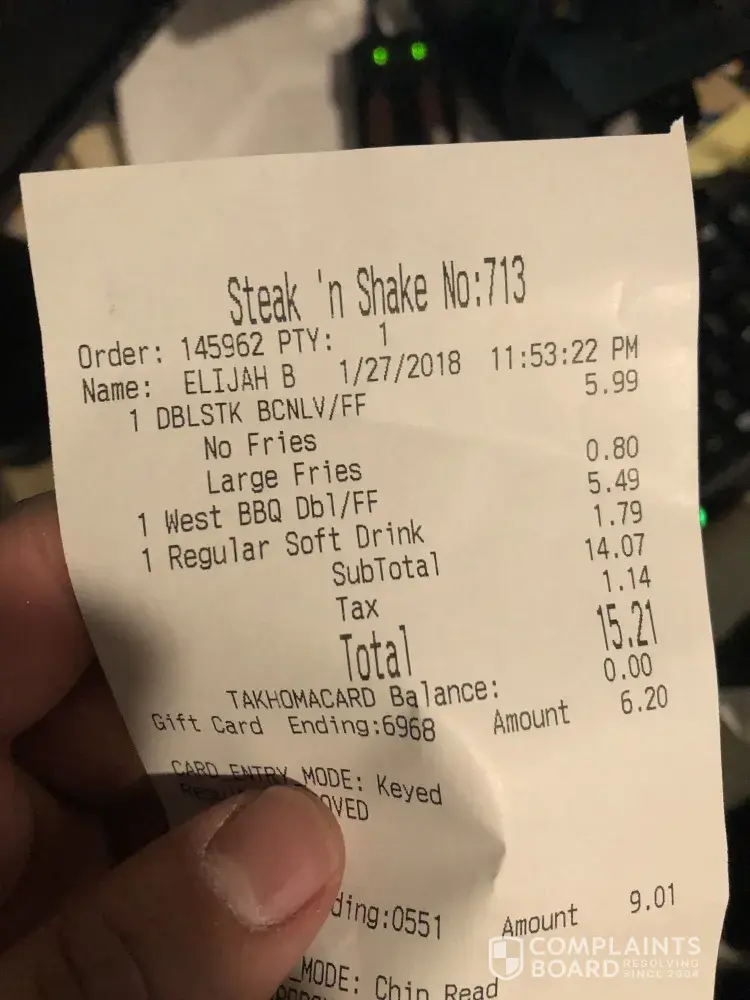 Steak 'n Shake No:713
Order: 145962 PTY: 1
Name: ELIJAH B 1/27/2018 11:53:22 PM
1 DBLSTK BCNLV/FF 5.99
No Fries
Large Fries 0.80
1 West BBQ Dbl/FF 5.49
1 Regular Soft Drink 1.79
SubTotal 14.07
Tax 1.14
Total 15.21
TAKHOMACARD Balance: 0.00
Gift Card Ending:6968 Amount 6.20
CARD ENTRY MODE: Keyed
OVED
ding:0551 Amount 9.01
MODE: Chip Read
COMPLAINTS
BOARD RESOLVING SINCE 2004